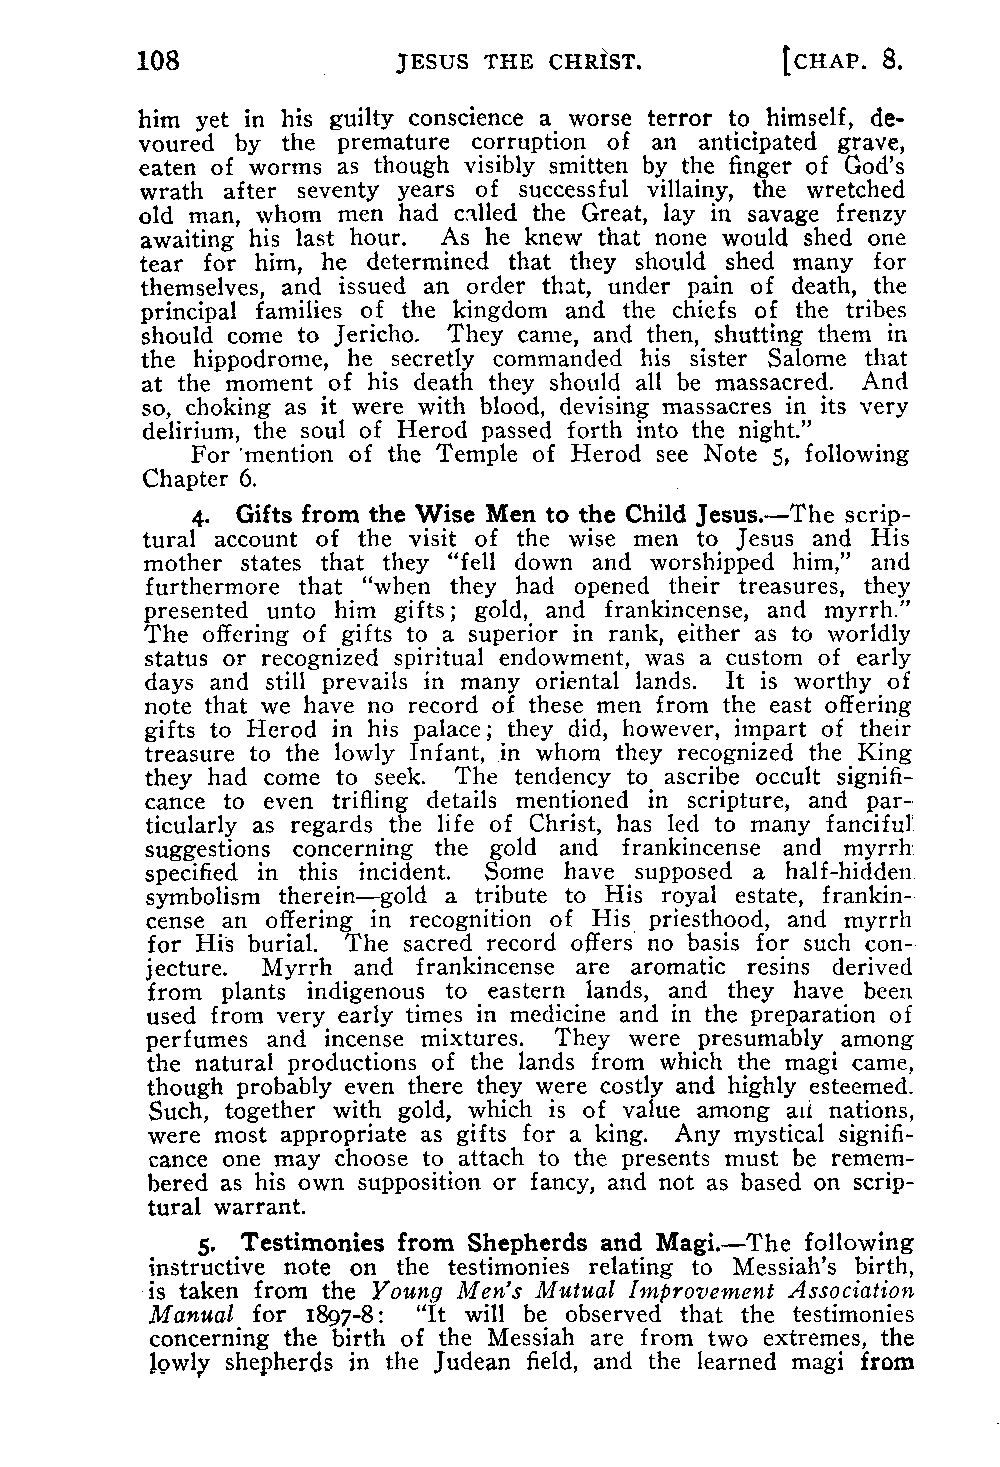 108 JESUS THE CHRIST. [CHAP. 8.
him yet in his guilty conscience a worse terror to himself, de-
voured by the premature corruption of an anticipated grave,
eaten of worms as though visibly smitten by the finger of God's
wrath after seventy years of successful villainy, the wretched
old man, whom men had called the Great, lay in savage frenzy
awaiting his last hour. As he knew that none would shed one
tear for him, he determined that they should shed many for
themselves, and issued an order that, under pain of death, the
principal families of the kingdom and the chiefs of the tribes
should come to Jericho. They came, and then, shutting them in
the hippodrome, he secretly commanded his sister Salome that
at the moment of his death they should all be massacred. And
so, choking as it were with blood, devising massacres in its very
delirium, the soul of Herod passed forth into the night."
For mention of the Temple of Herod see Note 5, following
Chapter 6.
4. Gifts from the Wise Men to the Child Jesus.—The scrip-
tural account of the visit of the wise men to Jesus and His
mother states that they "fell down and worshipped him," and
furthermore that "when they had opened their treasures, they
presented unto him gifts; gold, and frankincense, and myrrh."
The offering of gifts to a superior in rank, either as to worldly
status or recognized spiritual endowment, was a custom of early
days and still prevails in many oriental lands. It is worthy of
note that we have no record of these men from the east offering
gifts to Herod in his palace; they did, however, impart of their
treasure to the lowly Infant, in whom they recognized the King
they had come to seek. The tendency to ascribe occult signifi-
cance to even trifling details mentioned in scripture, and par-
ticularly as regards the life of Christ, has led to many fanciful
suggestions concerning the gold and frankincense and myrrh
specified in this incident. Some have supposed a half-hidden
symbolism therein—gold a tribute to His royal estate, frankin-
cense an offering in recognition of His priesthood, and myrrh
for His burial. The sacred record offers no basis for such con-
jecture. Myrrh and frankincense are aromatic resins derived
from plants indigenous to eastern lands, and they have been
used from very early times in medicine and in the preparation of
perfumes and incense mixtures. They were presumably among
the natural productions of the lands from which the magi came,
though probably even there they were costly and highly esteemed.
Such, together with gold, which is of value among all nations,
were most appropriate as gifts for a king. Any mystical signifi-
cance one may choose to attach to the presents must be remem-
bered as his own supposition or fancy, and not as based on scrip-
tural warrant.
5. Testimonies from Shepherds and Magi.—The following
instructive note on the testimonies relating to Messiah's birth,
is taken from the Young Men's Mutual Improvement Association
Manual for 1897-8: "It will be observed that the testimonies
concerning the birth of the Messiah are from two extremes, the
lowly shepherds in the Judean field, and the learned magi from